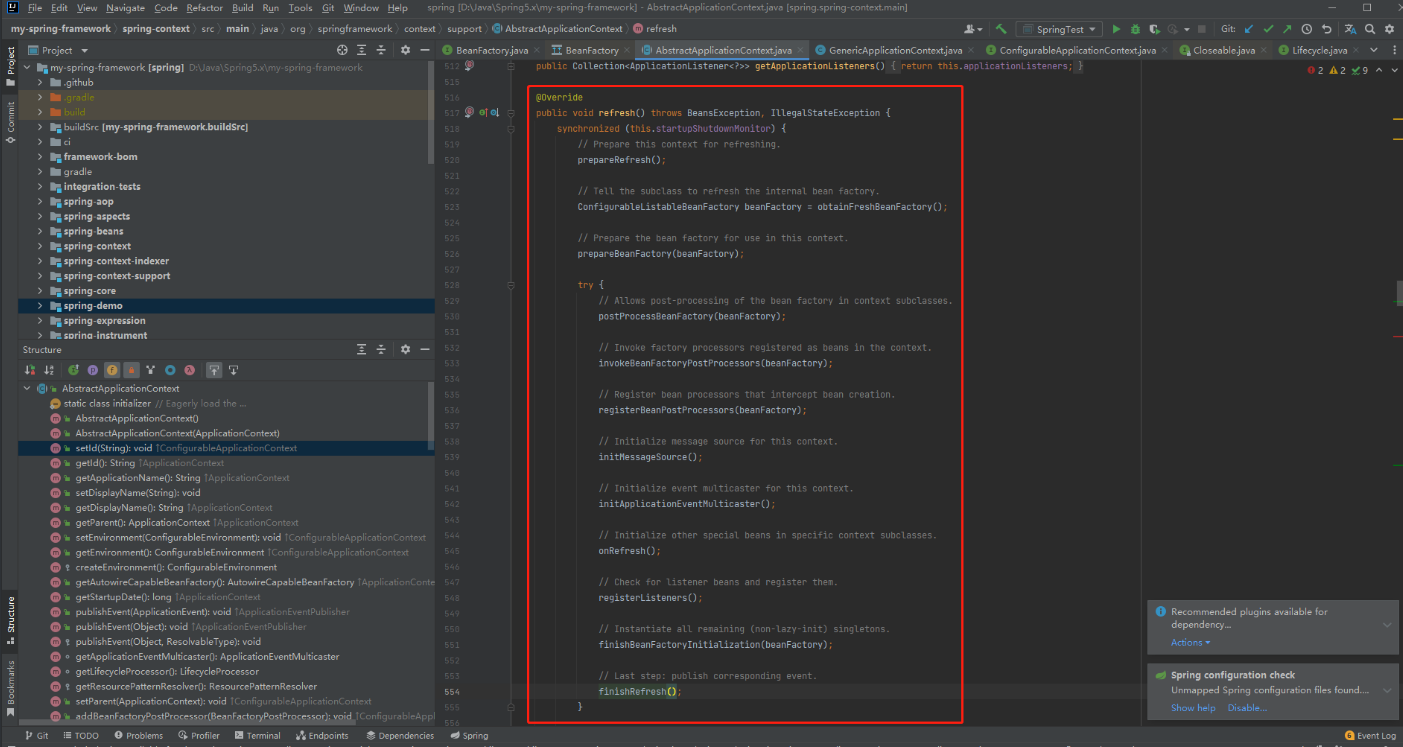 File Edit View Navigate Code Refactor Build Run Tools Git Window Help spring [D:\Java\Spring5.x\my-spring-framework] - AbstractApplicationContext.java [spring.spring-context.main]
my-spring-framework spring-context src main java org springframework context support AbstractApplicationContext refresh
SpringTest
Git:
Project
BeanFactory.java
BeanFactory
AbstractApplicationContext.java
GenericApplicationContext.java
ConfigurableApplicationContext.java
Closeable.java
Lifecycle.java
Project
Commit
Structure
Bookmarks
my-spring-framework [spring] D:\Java\Spring5.x\my-spring-framework
.github
.gradle
build
buildSrc [my-spring-framework.buildSrc]
ci
framework-bom
gradle
integration-tests
spring-aop
spring-aspects
spring-beans
spring-context
spring-context-indexer
spring-context-support
spring-core
spring-demo
spring-expression
spring-instrument
Structure
AbstractApplicationContext
static class initializer // Eagerly load the ...
AbstractApplicationContext()
AbstractApplicationContext(ApplicationContext)
setId(String): void ↑ConfigurableApplicationContext
getId(): String ↑ApplicationContext
getApplicationName(): String ↑ApplicationContext
setDisplayName(String): void
getDisplayName(): String ↑ApplicationContext
getParent(): ApplicationContext ↑ApplicationContext
setEnvironment(ConfigurableEnvironment): void ↑ConfigurableApplicationContext
getEnvironment(): ConfigurableEnvironment ↑ConfigurableApplicationContext
createEnvironment(): ConfigurableEnvironment
getAutowireCapableBeanFactory(): AutowireCapableBeanFactory ↑ApplicationConte
getStartupDate(): long ↑ApplicationContext
publishEvent(ApplicationEvent): void ↑ApplicationEventPublisher
publishEvent(Object): void ↑ApplicationEventPublisher
publishEvent(Object, ResolvableType): void
getApplicationEventMulticaster(): ApplicationEventMulticaster
getLifecycleProcessor(): LifecycleProcessor
getResourcePatternResolver(): ResourcePatternResolver
setParent(ApplicationContext): void ↑ConfigurableApplicationContext
addBeanFactoryPostProcessor(BeanFactoryPostProcessor): void ↑ConfigurableApp
2 2 9
512 public Collection<ApplicationListener<?>> getApplicationListeners() { return this.applicationListeners; }
515
516 @Override
517 public void refresh() throws BeansException, IllegalStateException {
518 synchronized (this.startupShutdownMonitor) {
519 // Prepare this context for refreshing.
520 prepareRefresh();
521
522 // Tell the subclass to refresh the internal bean factory.
523 ConfigurableListableBeanFactory beanFactory = obtainFreshBeanFactory();
524
525 // Prepare the bean factory for use in this context.
526 prepareBeanFactory(beanFactory);
527
528 try {
529 // Allows post-processing of the bean factory in context subclasses.
530 postProcessBeanFactory(beanFactory);
531
532 // Invoke factory processors registered as beans in the context.
533 invokeBeanFactoryPostProcessors(beanFactory);
534
535 // Register bean processors that intercept bean creation.
536 registerBeanPostProcessors(beanFactory);
537
538 // Initialize message source for this context.
539 initMessageSource();
540
541 // Initialize event multicaster for this context.
542 initApplicationEventMulticaster();
543
544 // Initialize other special beans in specific context subclasses.
545 onRefresh();
546
547 // Check for listener beans and register them.
548 registerListeners();
549
550 // Instantiate all remaining (non-lazy-init) singletons.
551 finishBeanFactoryInitialization(beanFactory);
552
553 // Last step: publish corresponding event.
554 finishRefresh();
555 }
556
Recommended plugins available for
dependency...
Actions
Spring configuration check
Unmapped Spring configuration files found....
Show help Disable...
Git TODO Problems Profiler Terminal Endpoints Dependencies Spring
6 Event Log